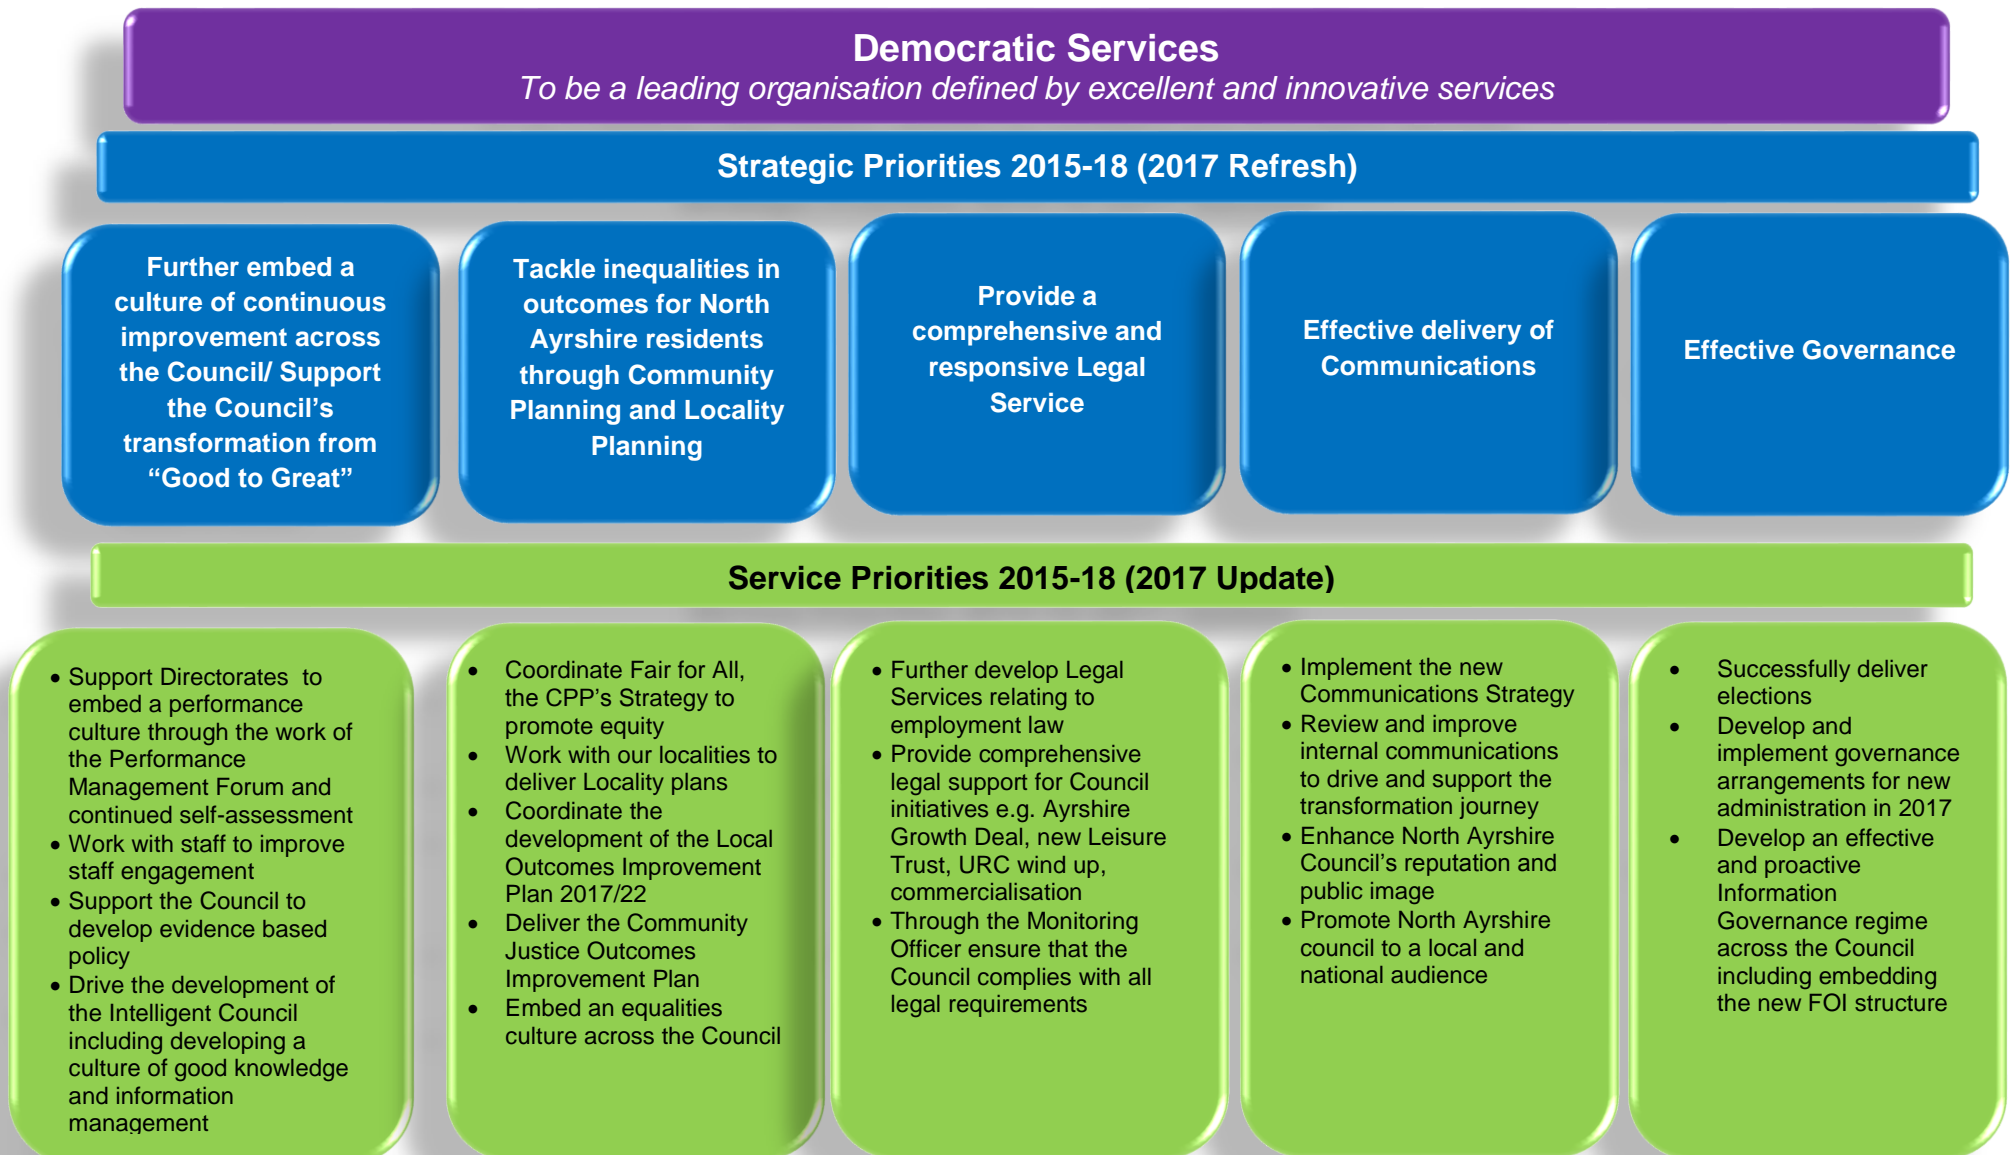 Democratic Services
To be a leading organisation defined by excellent and innovative services
Strategic Priorities 2015-18 (2017 Refresh)
Further embed a
culture of continuous
improvement across
the Council/ Support
the Council’s
transformation from
“Good to Great”
Tackle inequalities in
outcomes for North
Ayrshire residents
through Community
Planning and Locality
Planning
Provide a
comprehensive and
responsive Legal
Service
Effective delivery of
Communications
Effective Governance
Service Priorities 2015-18 (2017 Update)
• Support Directorates to
embed a performance
culture through the work of
the Performance
Management Forum and
continued self-assessment
• Work with staff to improve
staff engagement
• Support the Council to
develop evidence based
policy
• Drive the development of
the Intelligent Council
including developing a
culture of good knowledge
and information
management
• Coordinate Fair for All,
the CPP’s Strategy to
promote equity
• Work with our localities to
deliver Locality plans
• Coordinate the
development of the Local
Outcomes Improvement
Plan 2017/22
• Deliver the Community
Justice Outcomes
Improvement Plan
• Embed an equalities
culture across the Council
• Further develop Legal
Services relating to
employment law
• Provide comprehensive
legal support for Council
initiatives e.g. Ayrshire
Growth Deal, new Leisure
Trust, URC wind up,
commercialisation
• Through the Monitoring
Officer ensure that the
Council complies with all
legal requirements
• Implement the new
Communications Strategy
• Review and improve
internal communications
to drive and support the
transformation journey
• Enhance North Ayrshire
Council’s reputation and
public image
• Promote North Ayrshire
council to a local and
national audience
• Successfully deliver
elections
• Develop and
implement governance
arrangements for new
administration in 2017
• Develop an effective
and proactive
Information
Governance regime
across the Council
including embedding
the new FOI structure